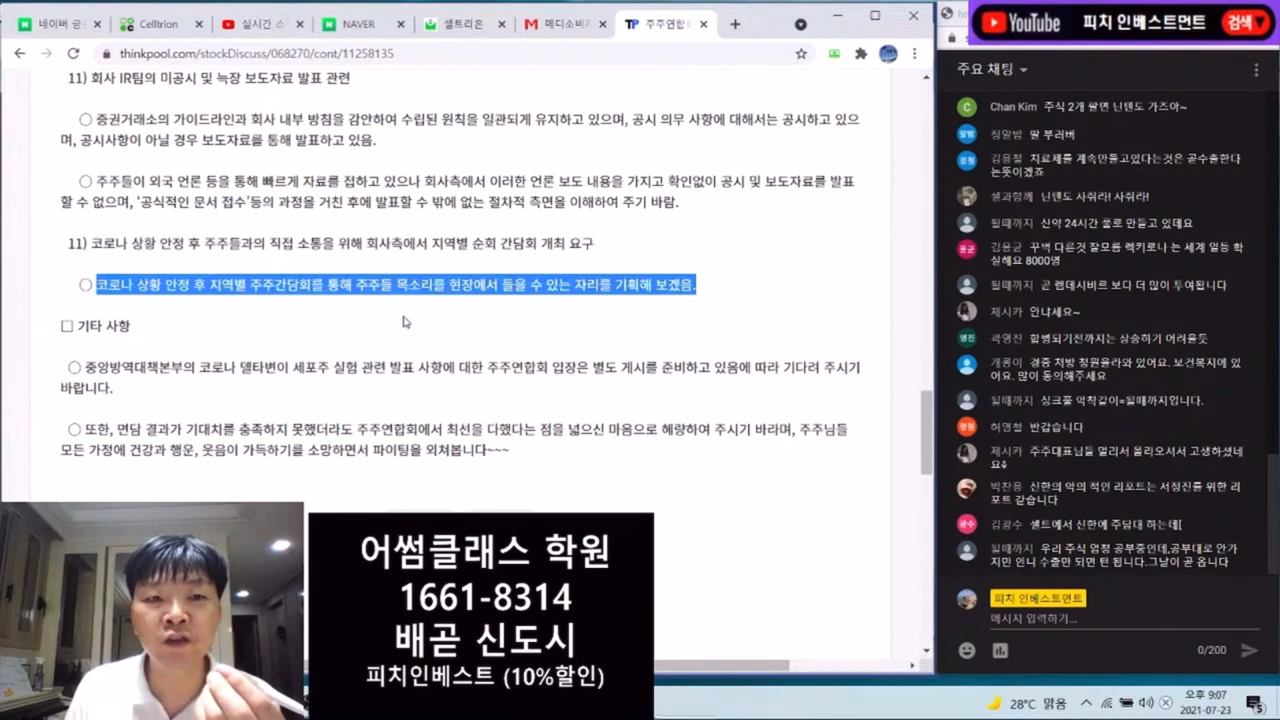 네이버 금
Celltrion
실시간 스
NAVER
셀트리온
메디소비자
주주연합회
YouTube 피치 인베스트먼트 검색
thinkpool.com/stockDiscuss/068270/cont/11258135
11) 회사 IR팀의 미공시 및 늑장 보도자료 발표 관련
○ 증권거래소의 가이드라인과 회사 내부 방침을 감안하여 수립된 원칙을 일관되게 유지하고 있으며, 공시 의무 사항에 대해서는 공시하고 있으
며, 공시사항이 아닐 경우 보도자료를 통해 발표하고 있음.
○ 주주들이 외국 언론 등을 통해 빠르게 자료를 접하고 있으나 회사측에서 이러한 언론 보도 내용을 가지고 확인없이 공시 및 보도자료를 발표
할 수 없으며, ‘공식적인 문서 접수’등의 과정을 거친 후에 발표할 수 밖에 없는 절차적 측면을 이해하여 주기 바람.
11) 코로나 상황 안정 후 주주들과의 직접 소통을 위해 회사측에서 지역별 순회 간담회 개최 요구
○ 코로나 상황 안정 후 지역별 주주간담회를 통해 주주들 목소리를 현장에서 들을 수 있는 자리를 기획해 보겠음.
□ 기타 사항
○ 중앙방역대책본부의 코로나 델타변이 세포주 실험 관련 발표 사항에 대한 주주연합회 입장은 별도 게시를 준비하고 있음에 따라 기다려 주시기
바랍니다.
○ 또한, 면담 결과가 기대치를 충족하지 못했더라도 주주연합회에서 최선을 다했다는 점을 넓으신 마음으로 혜량하여 주시기 바라며, 주주님들
모든 가정에 건강과 행운, 웃음이 가득하기를 소망하면서 파이팅을 외쳐봅니다~~~
어썸클래스 학원
1661-8314
배곧 신도시
피치인베스트 (10%할인)
주요 채팅
Chan Kim 주식 2개 팔면 닌텐도 가즈아~
정말밤 딸 부러버
김용철 치료제를 계속만들고있다는것은 곧수출한다
는뜻이겠죠
셀과함께 닌텐도 사줘라! 사줘라!
될때까지 신약 24시간 풀로 만들고 있데요
김용균 꾸벅 다른것 잘모름 렉키로나 는 세계 일등 확
실해요 8000명
될때까지 곧 렘데시비르 보다 더 많이 투여됩니다
제시카 안냐세요~
곽영진 합병되기전까지는 상승하기 어려울듯
개콩이 경증 처방 청원올라와 있어요. 보건복지에 있
어요. 많이 동의해주세요
될때까지 싱크풀 악착같이=될때까지입니다.
허영철 반갑습니다
제시카 주주대표님들 멀리서 올라오셔서 고생하셨네
요
박찬용 신한의 악의 적인 리포트는 서정진를 위한 리
포트 같습니다
김광수 셀트에서 신한에 주담대 하는데[
될때까지 우리 주식 엄청 공부중인데,공부대로 안가
지만 언니 수출만 되면 턴 됩니다.그날이 곧 옵니다
피치 인베스트먼트
메시지 입력하기...
0/200
28°C 맑음
오후 9:07
2021-07-23